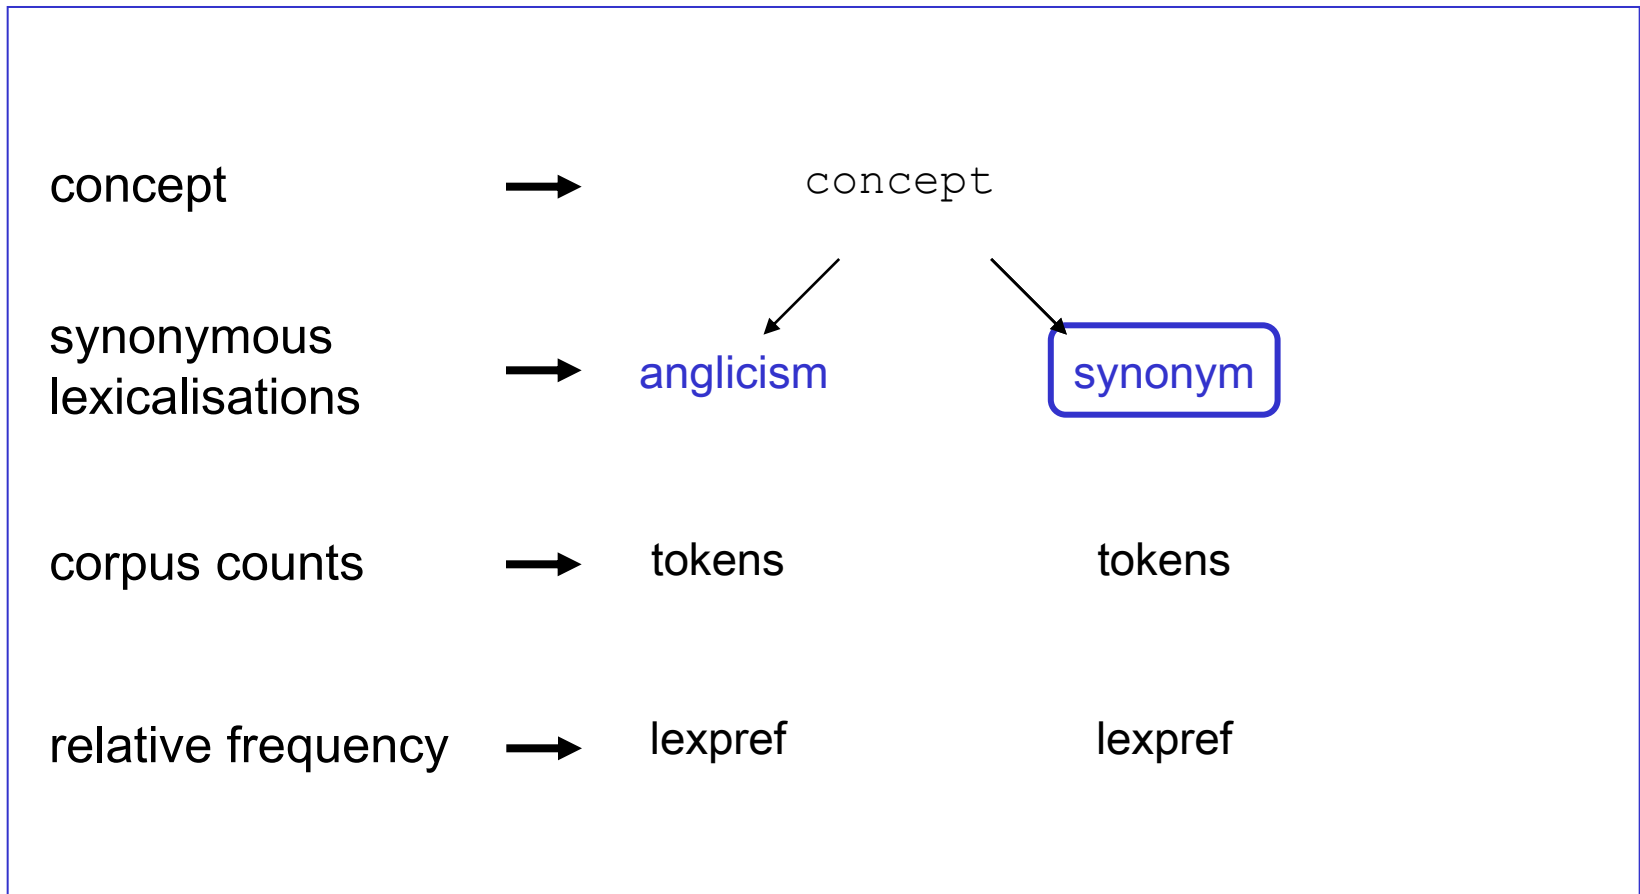 concept
concept
synonymous
lexicalisations
anglicism
synonym
corpus counts
tokens
tokens
relative frequency
lexpref
lexpref